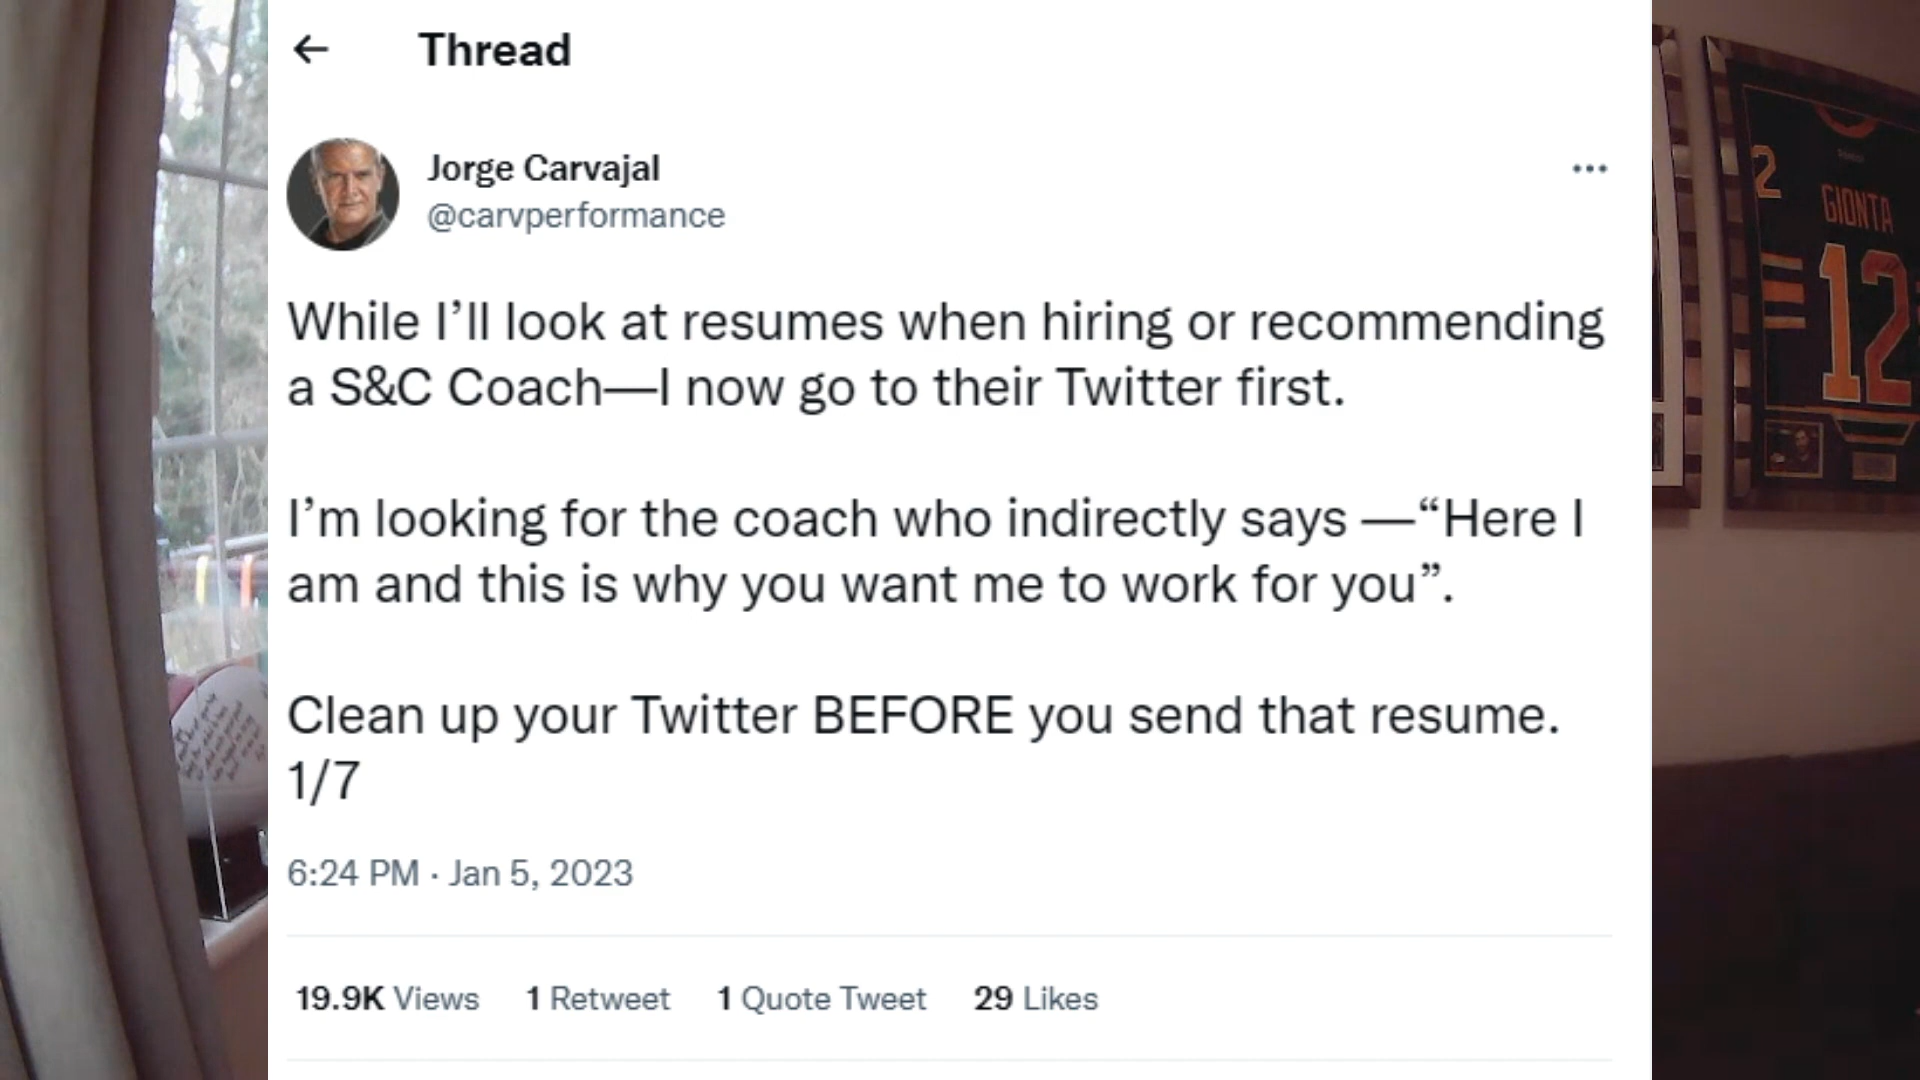 Thread
Jorge Carvajal
@carvperformance
While I’ll look at resumes when hiring or recommending
a S&C Coach—I now go to their Twitter first.
I’m looking for the coach who indirectly says —“Here I
am and this is why you want me to work for you”.
Clean up your Twitter BEFORE you send that resume.
1/7
6:24 PM · Jan 5, 2023
19.9K Views 1 Retweet 1 Quote Tweet 29 Likes
2
GIONTA
12